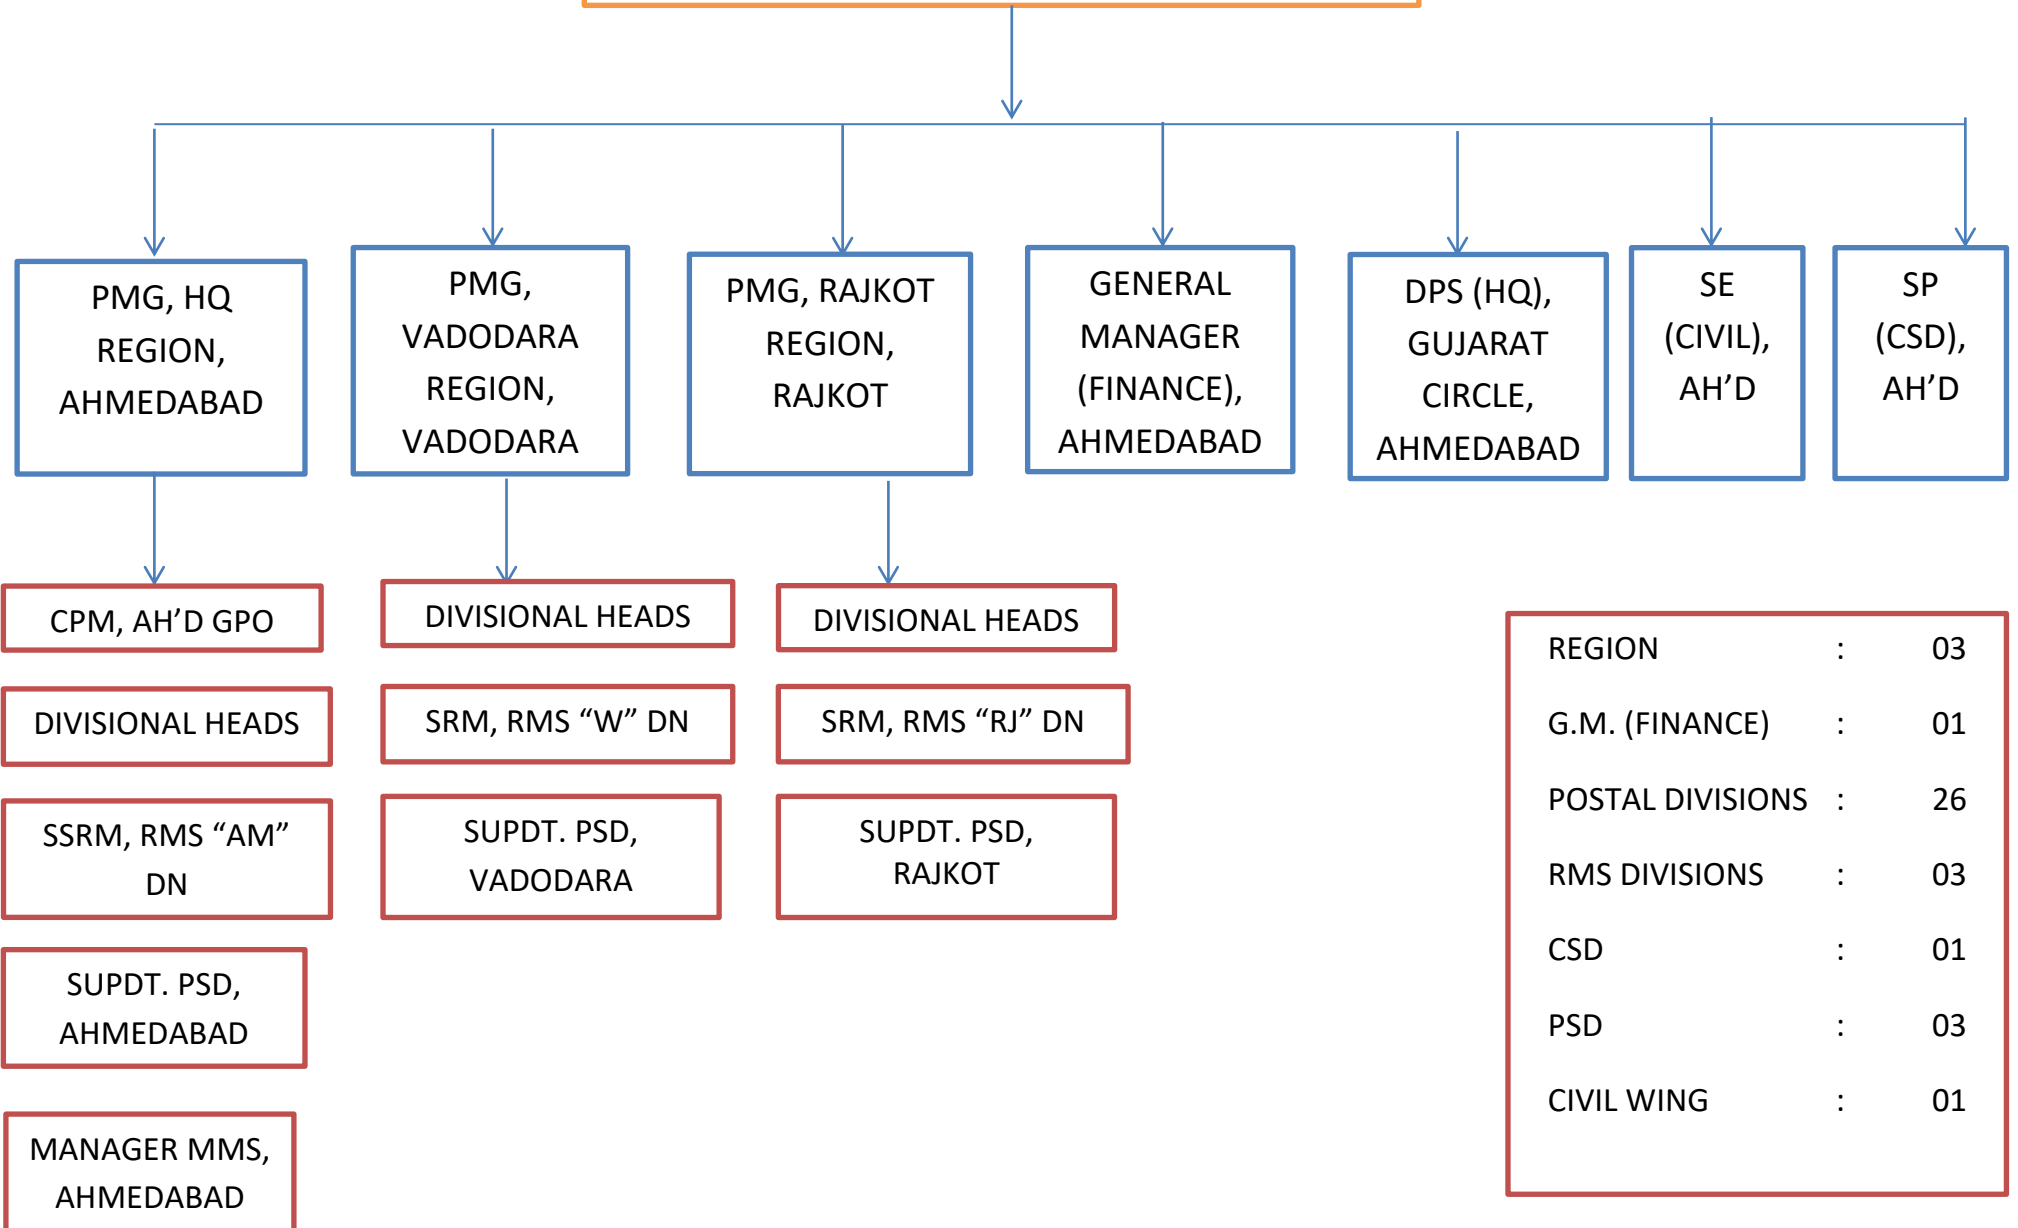 PMG, HQ
REGION,
AHMEDABAD
PMG,
VADODARA
REGION,
VADODARA
PMG, RAJKOT
REGION,
RAJKOT
GENERAL
MANAGER
(FINANCE),
AHMEDABAD
DPS (HQ),
GUJARAT
CIRCLE,
AHMEDABAD
SE
(CIVIL),
AH’D
SP
(CSD),
AH’D
CPM, AH’D GPO
DIVISIONAL HEADS
SSRM, RMS “AM”
DN
SUPDT. PSD,
AHMEDABAD
MANAGER MMS,
AHMEDABAD
DIVISIONAL HEADS
SRM, RMS “W” DN
SUPDT. PSD,
VADODARA
DIVISIONAL HEADS
SRM, RMS “RJ” DN
SUPDT. PSD,
RAJKOT
REGION : 03
G.M. (FINANCE) : 01
POSTAL DIVISIONS : 26
RMS DIVISIONS : 03
CSD : 01
PSD : 03
CIVIL WING : 01